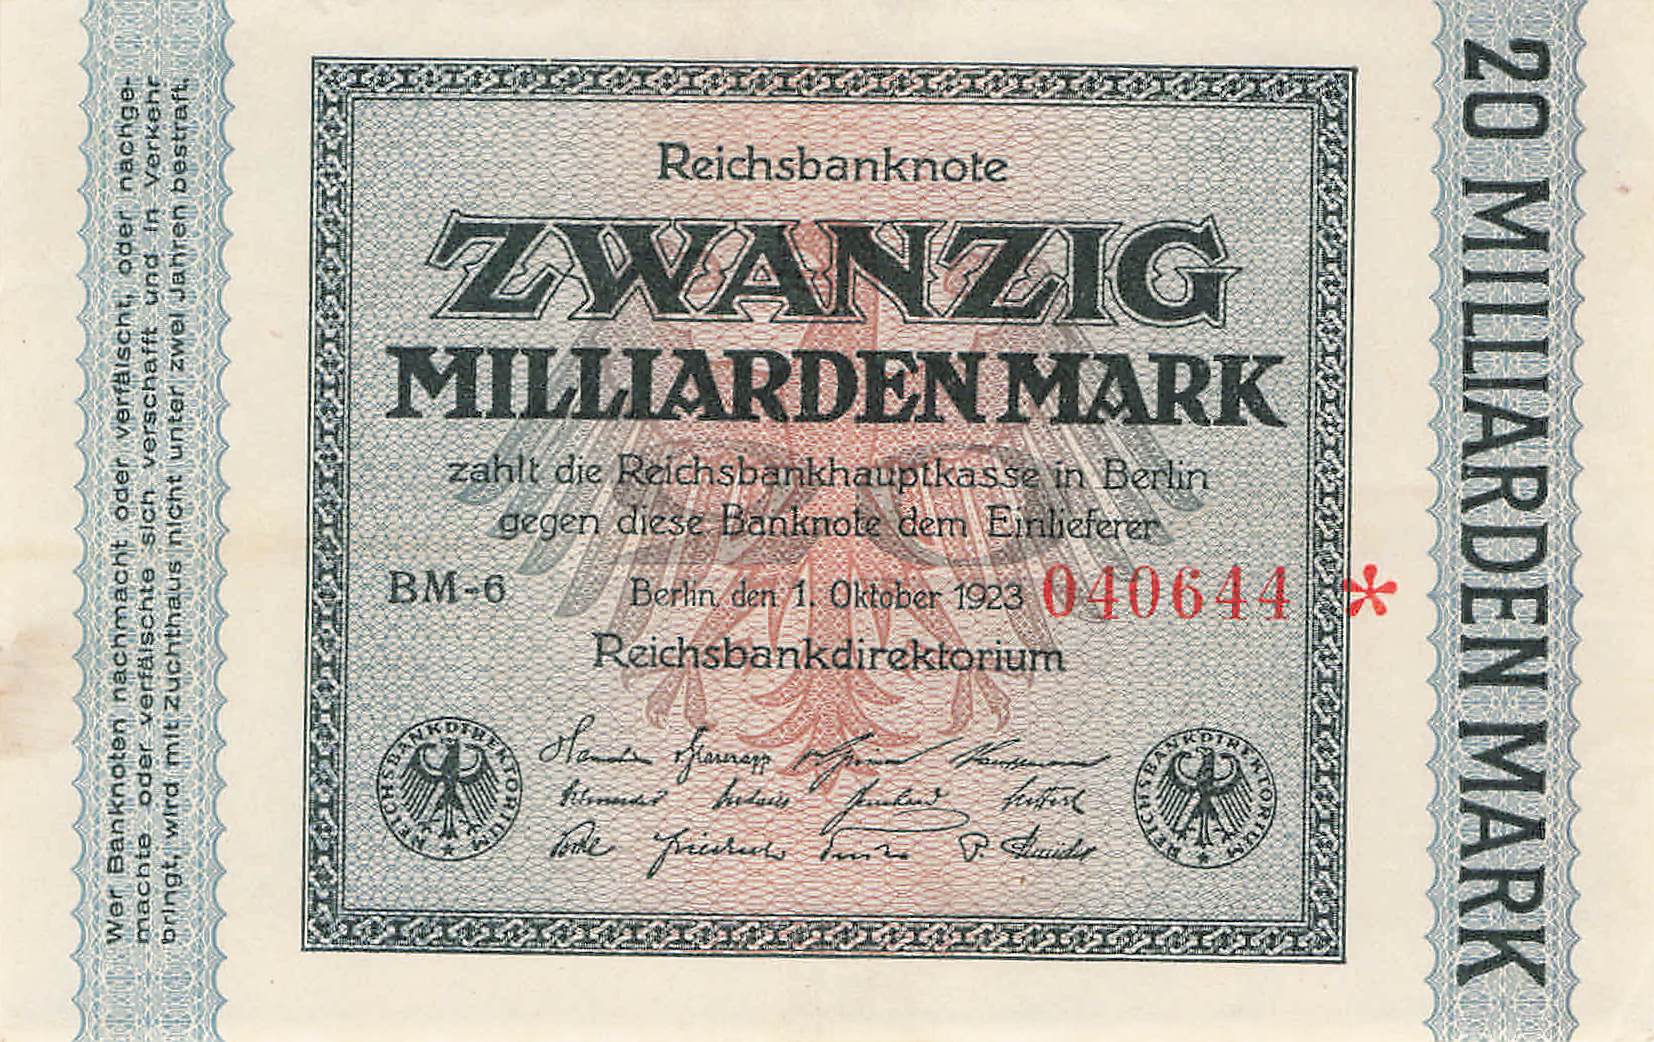 Wer Banknoten nachmacht oder verfälscht, oder nachge-
machte oder verfälschte sich verschafft und in Verkehr
bringt, wird mit Zuchthaus nicht unter zwei Jahren bestraft.
Reichsbanknote
ZWANZIG
MILLIARDEN MARK
zahlt die Reichsbankhauptkasse in Berlin
gegen diese Banknote dem Einlieferer
BM-6 Berlin, den 1. Oktober 1923 040644 *
Reichsbankdirektorium
REICHSBANKDIREKTORIUM *
REICHSBANKDIREKTORIUM *
20 MILLIARDEN MARK